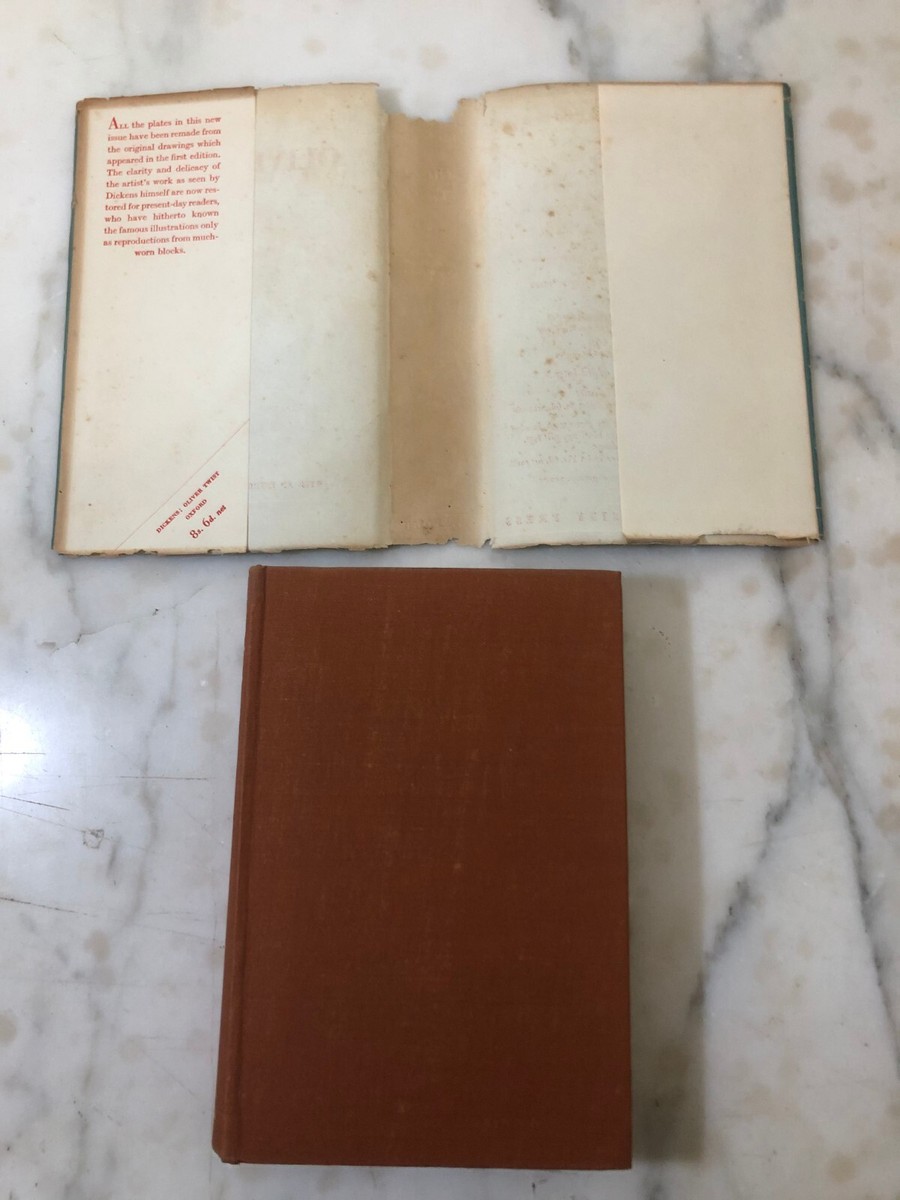 ALL the plates in this new
issue have been remade from
the original drawings which
appeared in the first edition.
The clarity and delicacy of
the artist's work as seen by
Dickens himself are now res-
tored for present-day readers,
who have hitherto known
the famous illustrations only
as reproductions from much-
worn blocks.
DICKENS: OLIVER TWIST
OXFORD
8s. 6d. net